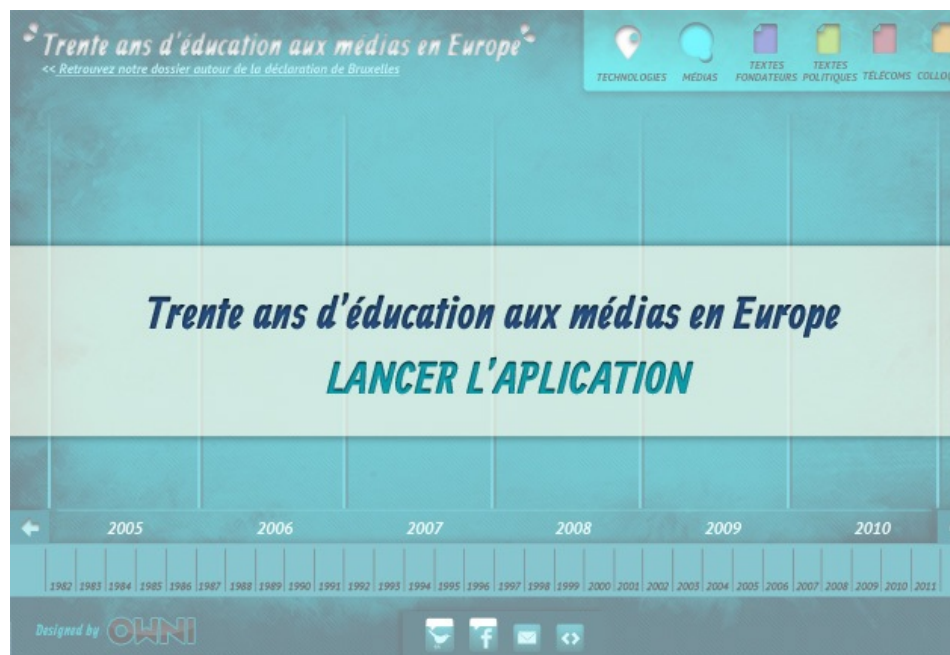 Trente ans d'éducation aux médias en Europe
<< Retrouvez notre dossier autour de la déclaration de Bruxelles
TECHNOLOGIES MÉDIAS TEXTES FONDATEURS TEXTES POLITIQUES TÉLÉCOMS COLLO
Trente ans d'éducation aux médias en Europe
LANCER L'APLICATION
2005 2006 2007 2008 2009 2010
1982 1983 1984 1985 1986 1987 1988 1989 1990 1991 1992 1993 1994 1995 1996 1997 1998 1999 2000 2001 2002 2003 2004 2005 2006 2007 2008 2009 2010 2011
Designed by OWNI